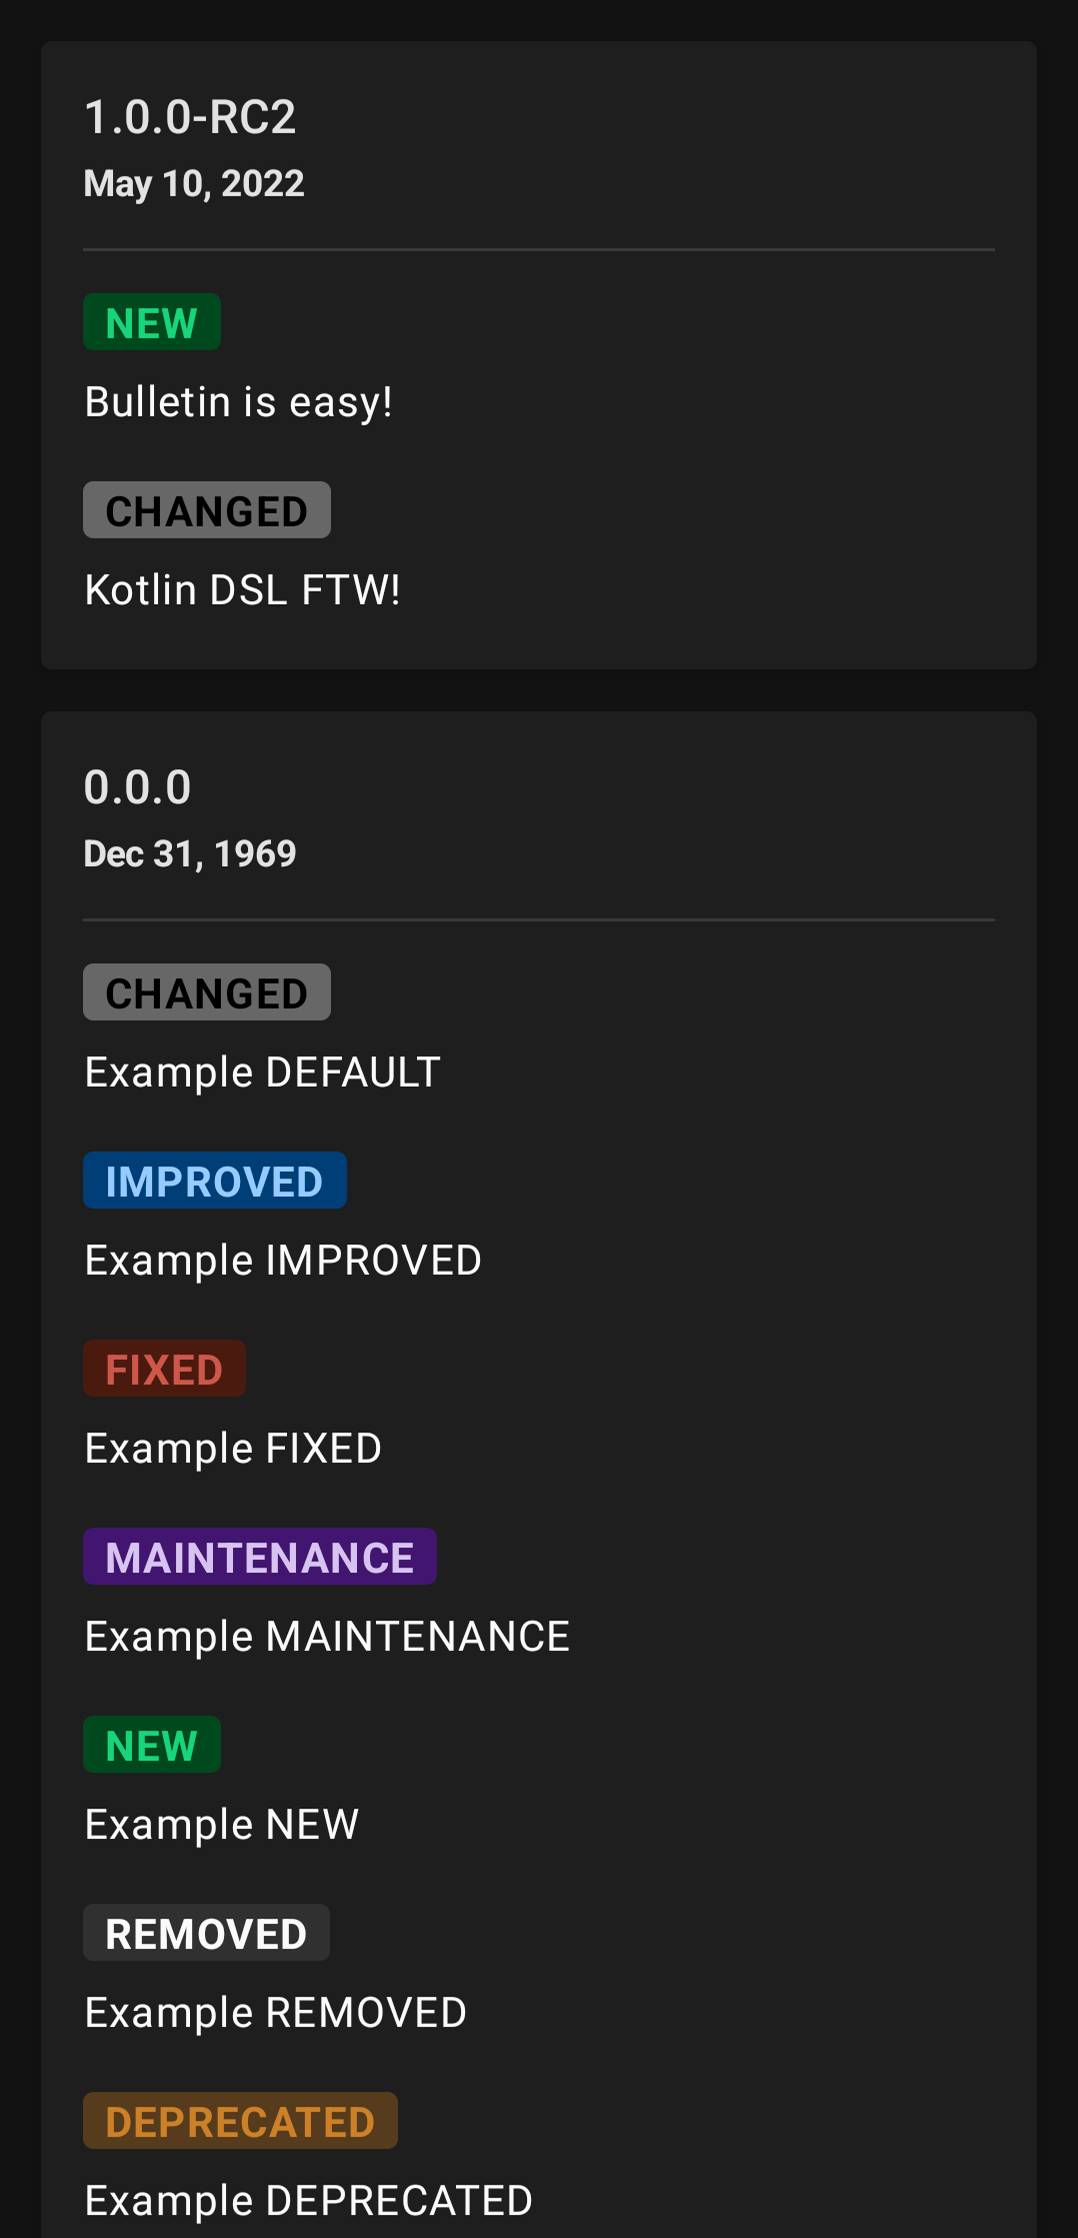 1.0.0-RC2
May 10, 2022
NEW
Bulletin is easy!
CHANGED
Kotlin DSL FTW!
0.0.0
Dec 31, 1969
CHANGED
Example DEFAULT
IMPROVED
Example IMPROVED
FIXED
Example FIXED
MAINTENANCE
Example MAINTENANCE
NEW
Example NEW
REMOVED
Example REMOVED
DEPRECATED
Example DEPRECATED